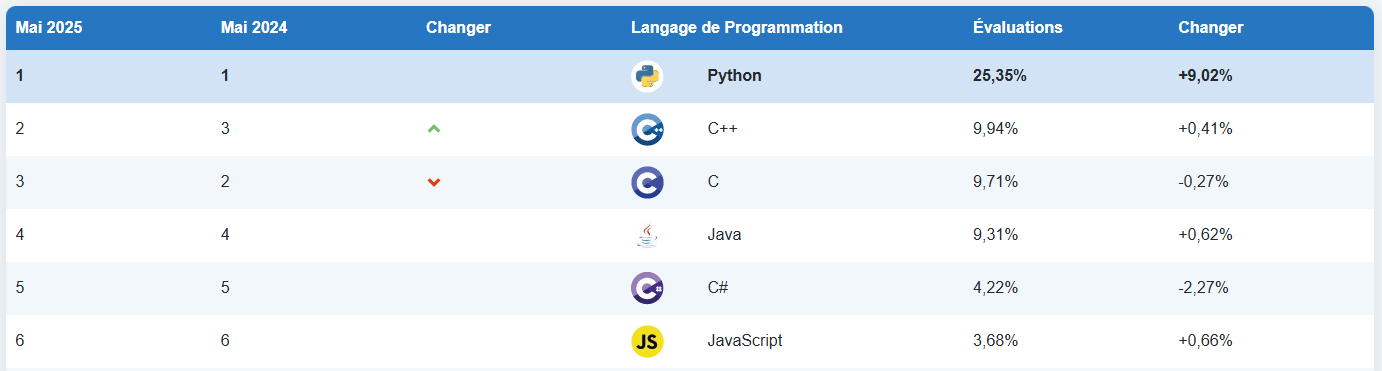 Mai 2025 Mai 2024 Changer Langage de Programmation Évaluations Changer
1 1 Python 25,35% +9,02%
2 3 C++ 9,94% +0,41%
3 2 C 9,71% -0,27%
4 4 Java 9,31% +0,62%
5 5 C# 4,22% -2,27%
6 6 JS JavaScript 3,68% +0,66%